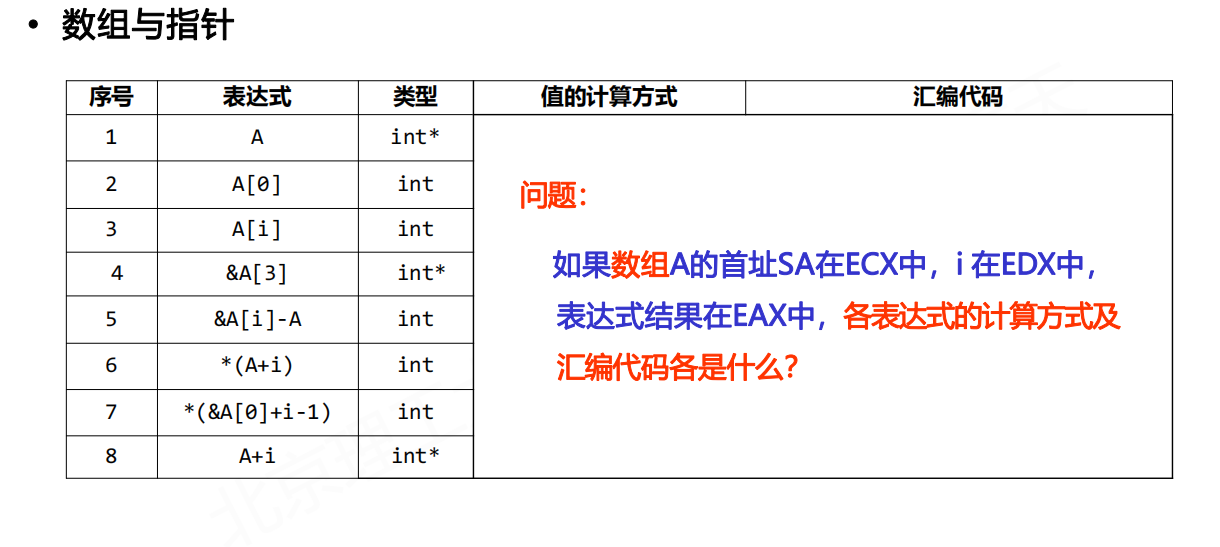 • 数组与指针
序号 表达式 类型 值的计算方式 汇编代码
1 A int*
2 A[0] int
3 A[i] int
4 &A[3] int*
5 &A[i]-A int
6 *(A+i) int
7 *(&A[0]+i-1) int
8 A+i int*
问题：
如果数组A的首址SA在ECX中，i 在EDX中，
表达式结果在EAX中，各表达式的计算方式及
汇编代码各是什么？